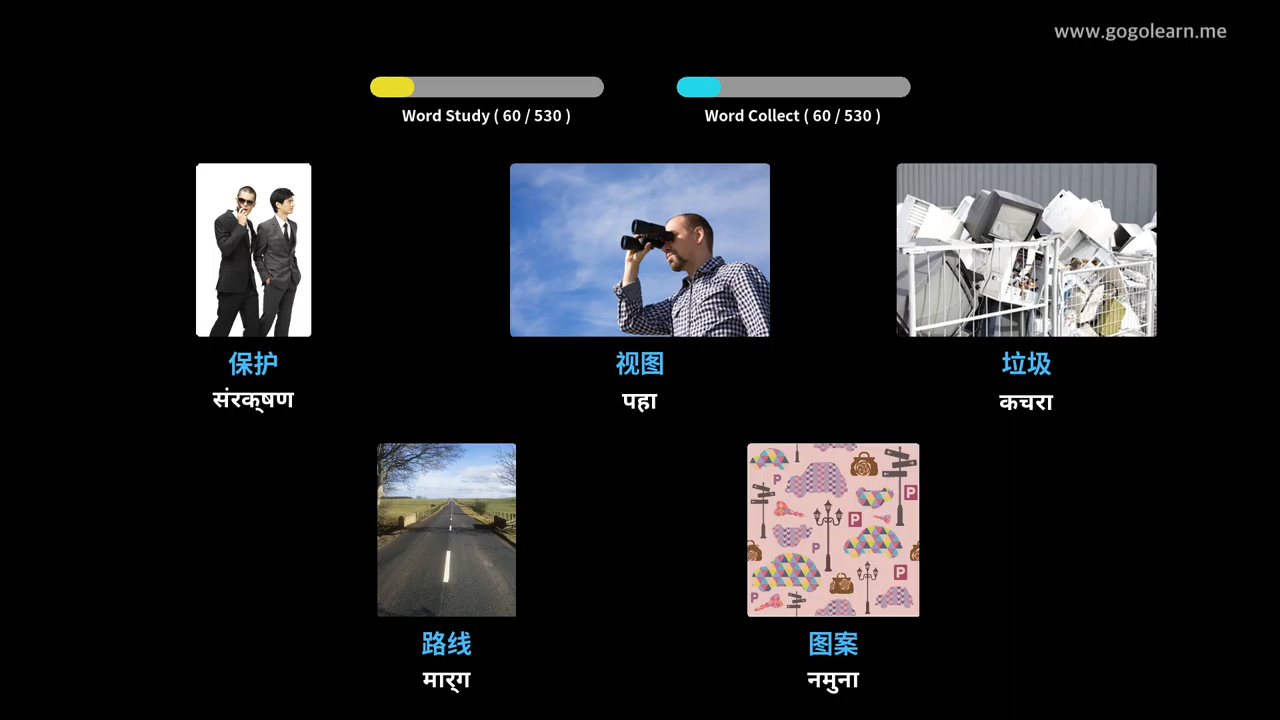 www.gogolearn.me
Word Study ( 60 / 530 )
Word Collect ( 60 / 530 )
保护
संरक्षण
视图
पहा
垃圾
कचरा
P
P
P
P
P
P
路线
मार्ग
图案
नमुना